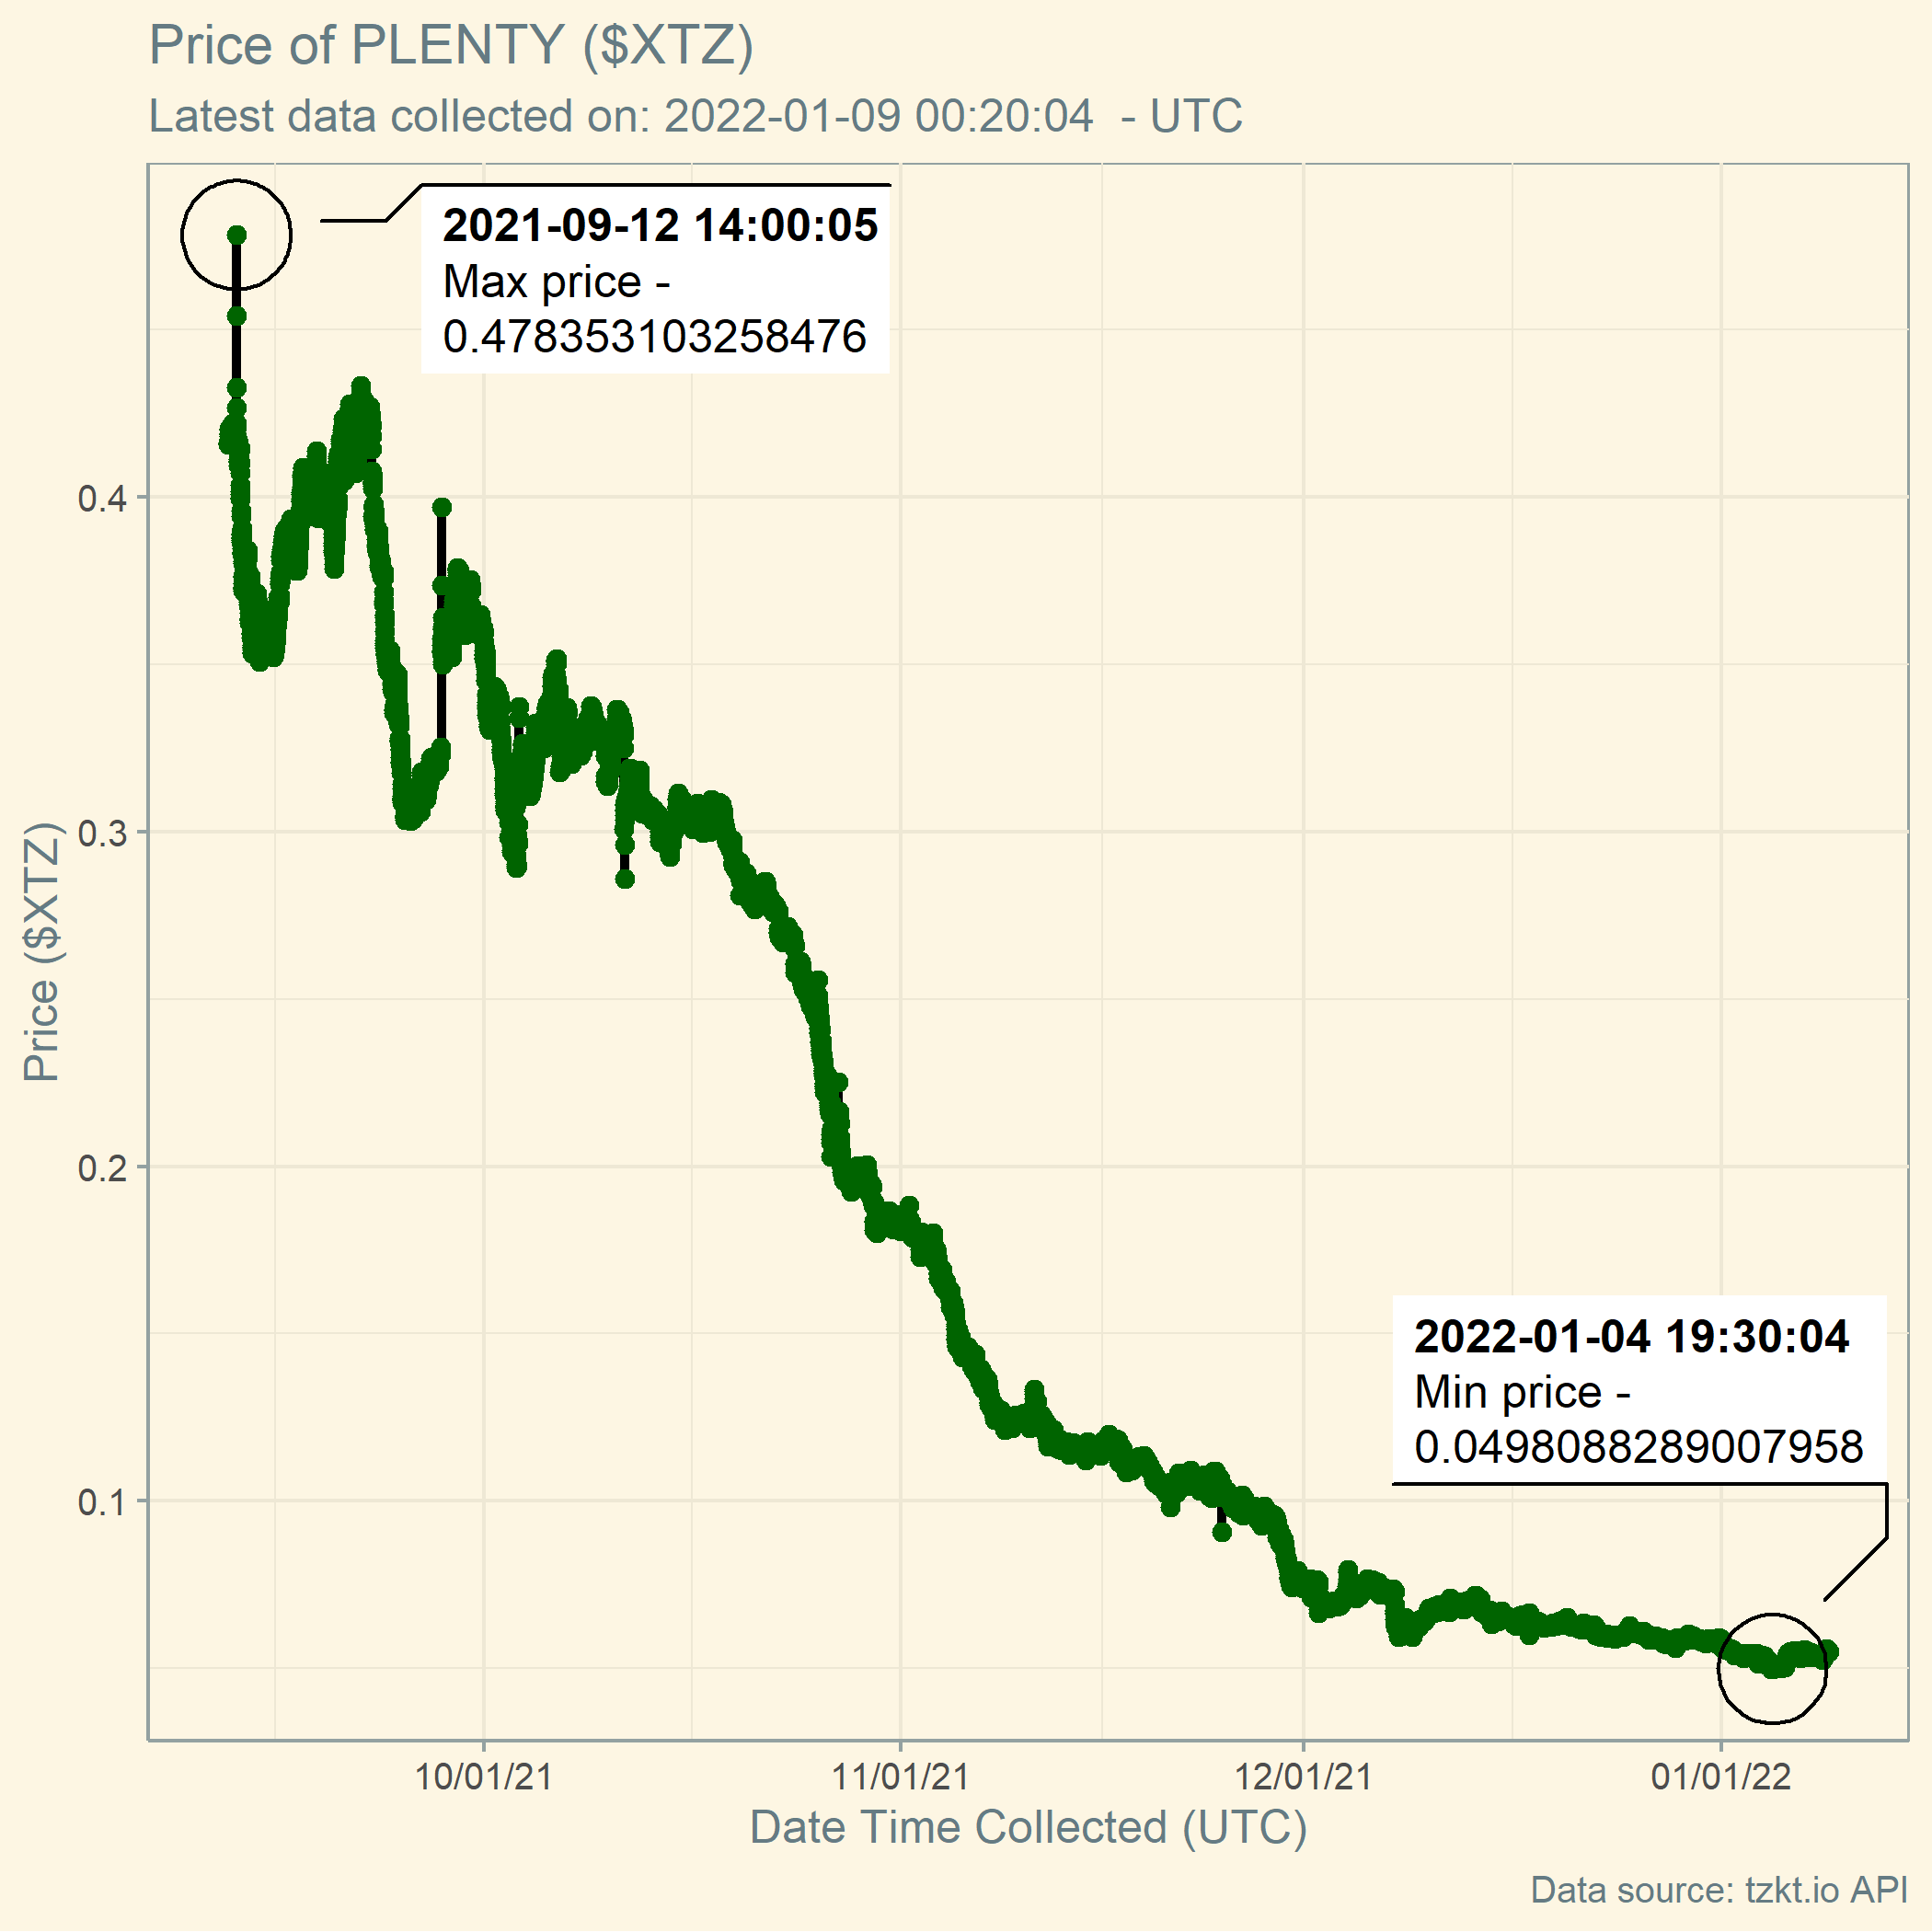 Price of PLENTY ($XTZ)
Latest data collected on: 2022-01-09 00:20:04  - UTC
2021-09-12 14:00:05
Max price -
0.478353103258476
0.4
0.3
0.2
0.1
Price ($XTZ)
2022-01-04 19:30:04
Min price -
0.0498088289007958
10/01/21
11/01/21
12/01/21
01/01/22
Date Time Collected (UTC)
Data source: tzkt.io API